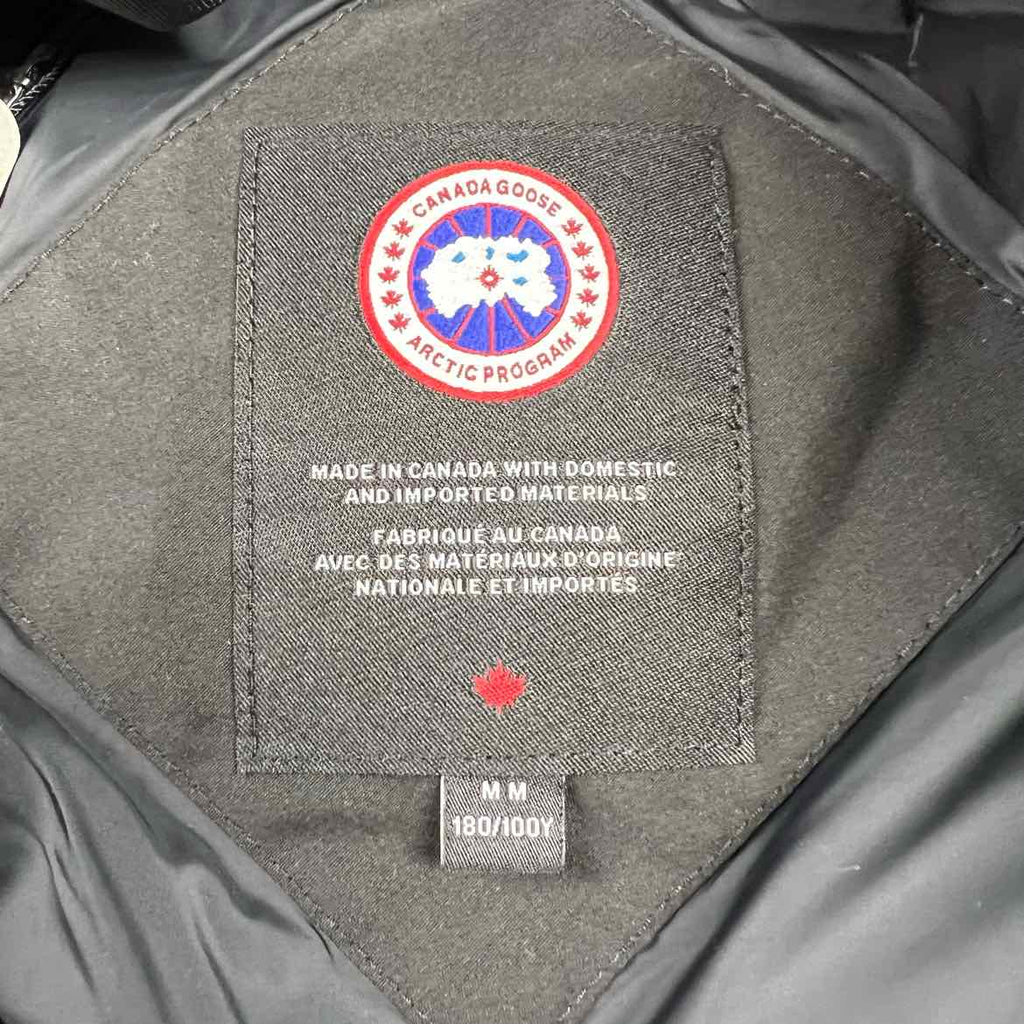 CANADA GOOSE
ARCTIC PROGRAM
MADE IN CANADA WITH DOMESTIC
AND IMPORTED MATERIALS
FABRIQUÉ AU CANADA
AVEC DES MATÉRIAUX D'ORIGINE
NATIONALE ET IMPORTÉS
M M
180/100Y